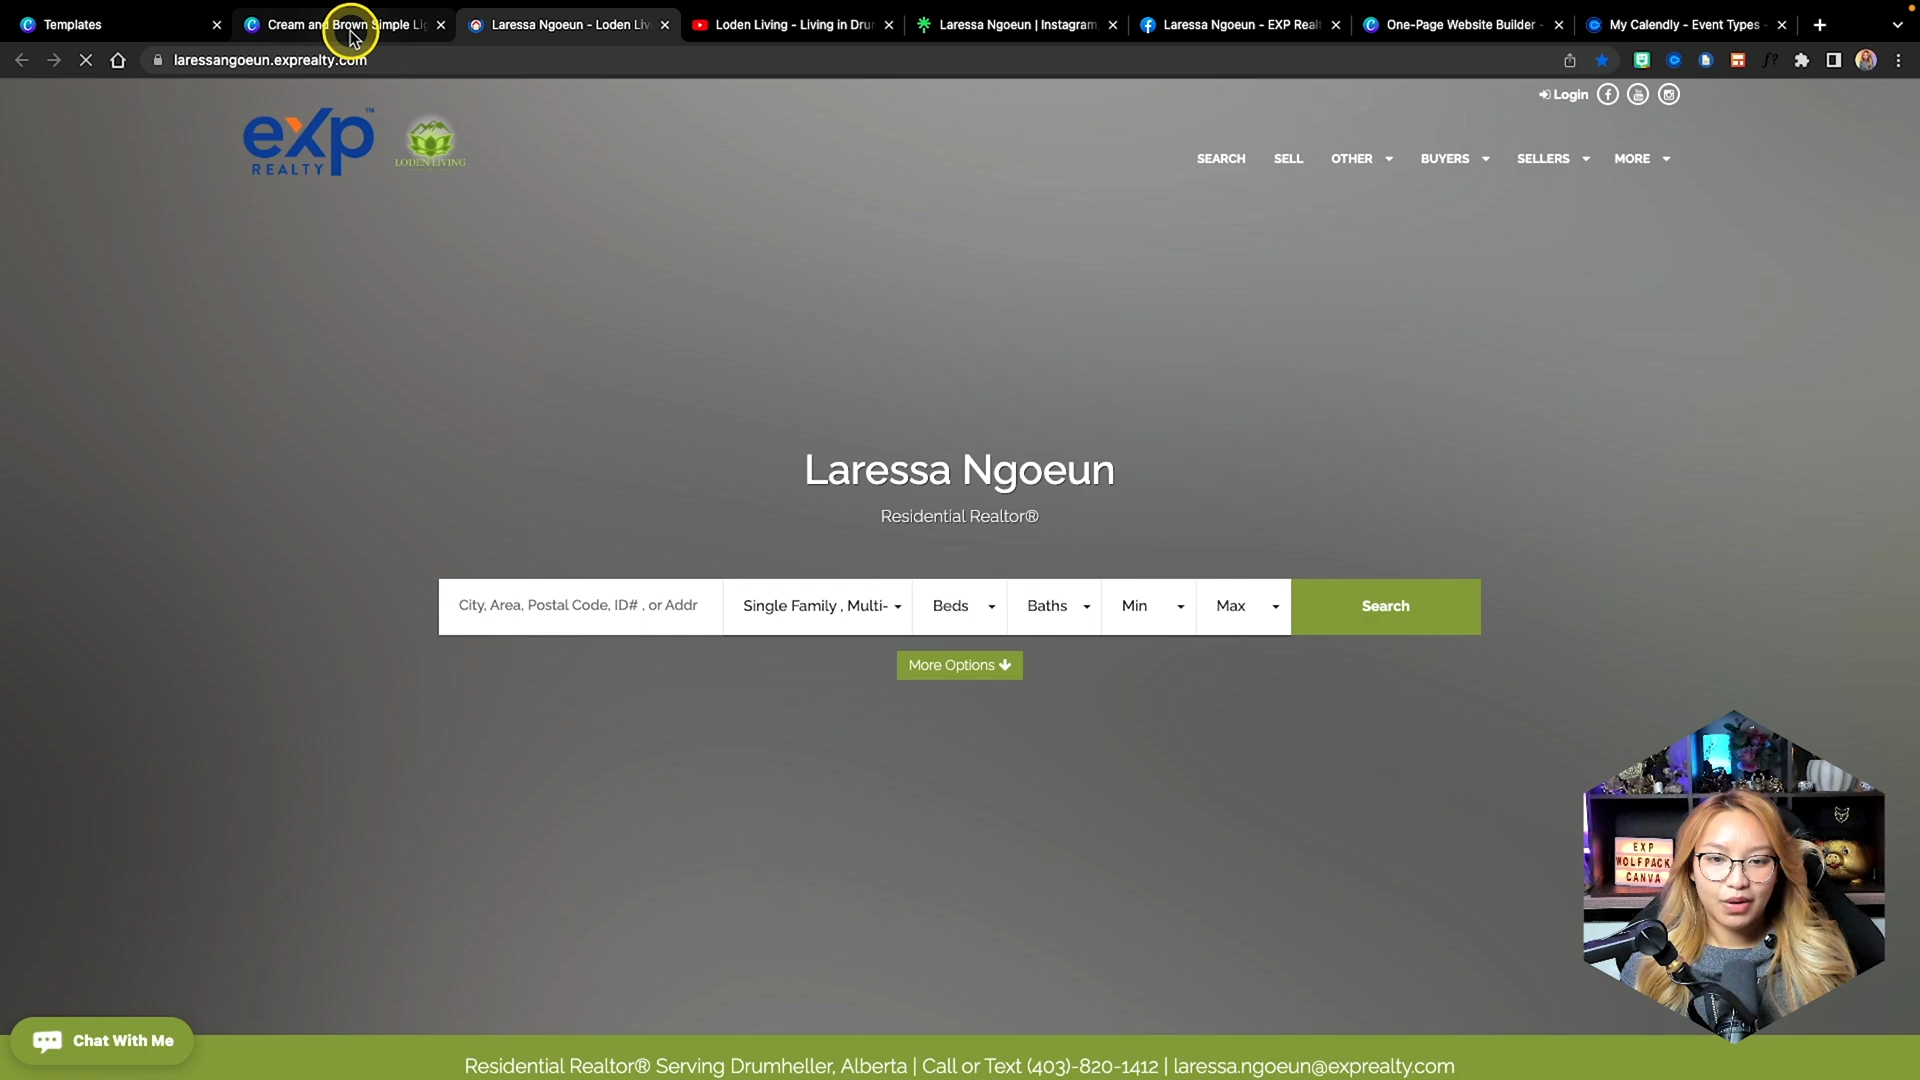 Templates
Cream and Brown Simple Li
Laressa Ngoeun - Loden Livi
Loden Living - Living in Dru
Laressa Ngoeun | Instagram,
Laressa Ngoeun - EXP Realt
One-Page Website Builder -
My Calendly - Event Types -
laressangoeun.exprealty.com
Login
eXp™
REALTY
LODEN LIVING
SEARCH
SELL
OTHER
BUYERS
SELLERS
MORE
Laressa Ngoeun
Residential Realtor®
City, Area, Postal Code, ID# , or Addr
Single Family , Multi-
Beds
Baths
Min
Max
Search
More Options
EXP
WOLFPACK
CANVA
Chat With Me
Residential Realtor® Serving Drumheller, Alberta | Call or Text (403)-820-1412 | laressa.ngoeun@exprealty.com